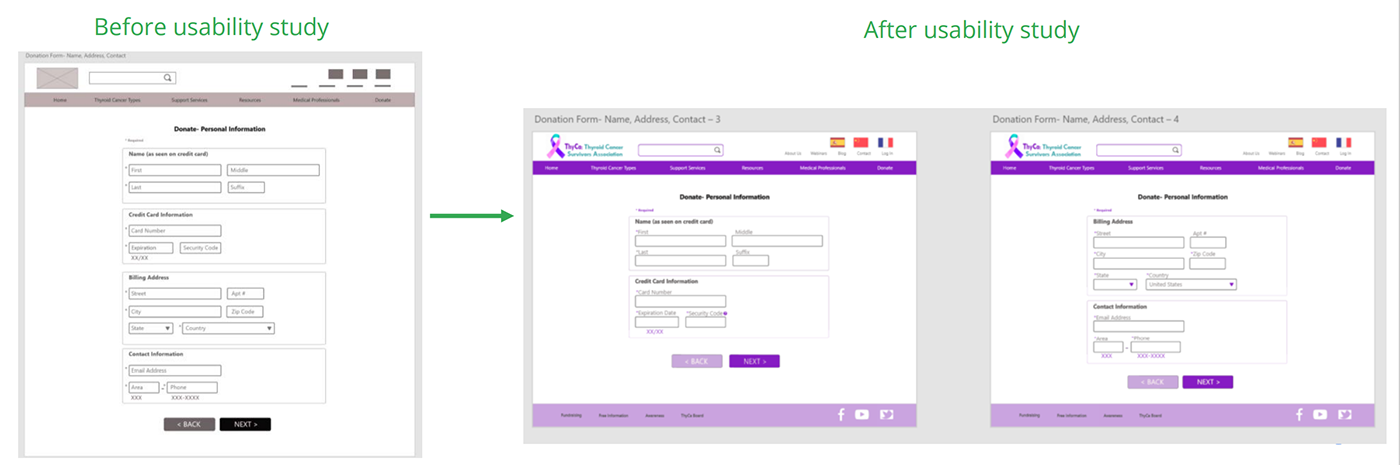 Before usability study
After usability study
Donation Form- Name, Address, Contact
Home Thyroid Cancer Types Support Services Resources Medical Professionals Donate
Donate- Personal Information
* Required
Name (as seen on credit card)
* First Middle
* Last Suffix
Credit Card Information
* Card Number
* Expiration Security Code
XX/XX
Billing Address
* Street Apt #
* City Zip Code
State * Country
Contact Information
* Email Address
* Area -* Phone
XXX XXX-XXXX
< BACK NEXT >
Donation Form- Name, Address, Contact – 3
ThyCa: Thyroid Cancer
Survivors Association
About Us Webinars Blog Contact Log In
Home Thyroid Cancer Types Support Services Resources Medical Professionals Donate
Donate- Personal Information
* Required
Name (as seen on credit card)
*First Middle
*Last Suffix
Credit Card Information
*Card Number
*Expiration Date *Security Code
XX/XX
< BACK NEXT >
Fundraising Free Information Awareness ThyCa Board
Donation Form- Name, Address, Contact – 4
ThyCa: Thyroid Cancer
Survivors Association
About Us Webinars Blog Contact Log In
Home Thyroid Cancer Types Support Services Resources Medical Professionals Donate
Donate- Personal Information
* Required
Billing Address
*Street Apt #
*City *Zip Code
*State *Country
United States
Contact Information
*Email Address
*Area *Phone
-
XXX XXX-XXXX
< BACK NEXT >
Fundraising Free Information Awareness ThyCa Board